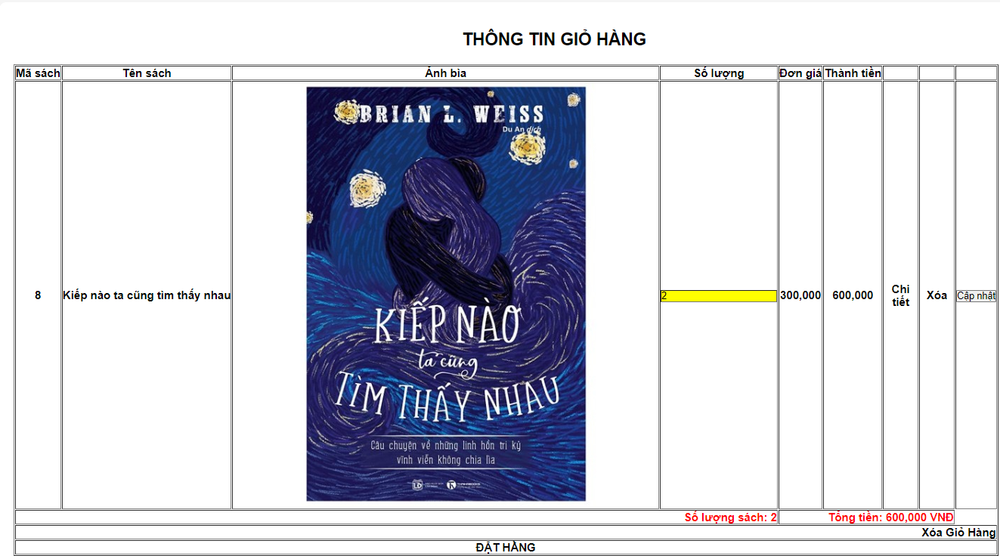 THÔNG TIN GIỎ HÀNG
Mã sách Tên sách Ảnh bìa Số lượng Đơn giá Thành tiền
BRIAN L. WEISS
Du An dịch
KIẾP NÀO
ta cũng
TÌM THẤY NHAU
Câu chuyện về những linh hồn tri kỷ
vĩnh viễn không chia lìa
8 Kiếp nào ta cũng tìm thấy nhau 2 300,000 600,000 Chi tiết Xóa Cập nhật
Số lượng sách: 2 Tổng tiền: 600,000 VNĐ
Xóa Giỏ Hàng
ĐẶT HÀNG